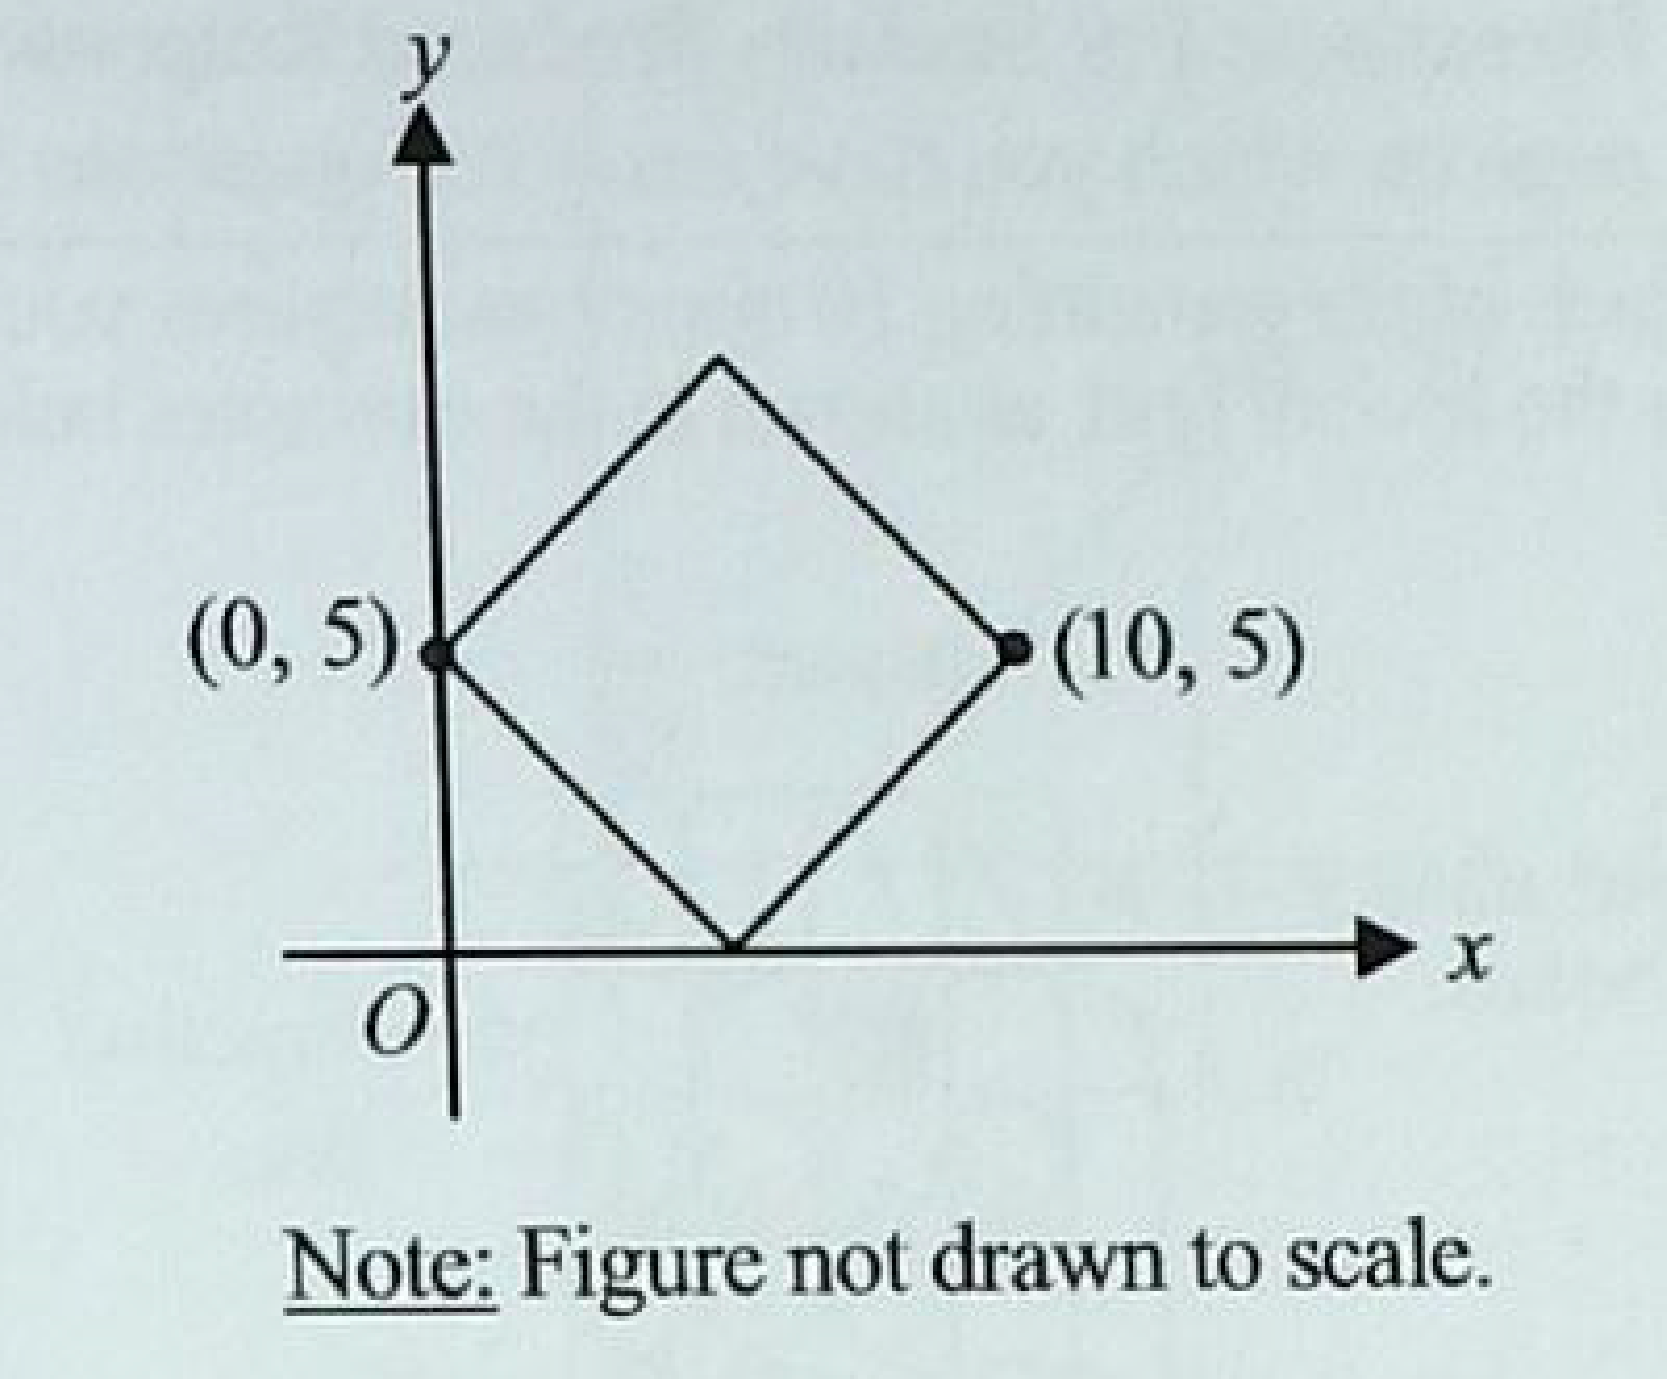 y
(0, 5)
(10, 5)
x
O
Note: Figure not drawn to scale.